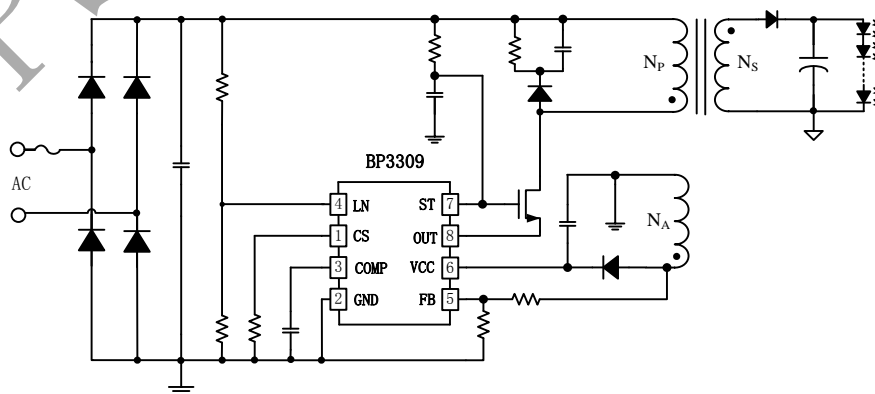 N_P
N_S
BP3309
AC
4 LN
ST 7
1 CS
OUT 8
3 COMP
VCC 6
2 GND
FB 5
N_A